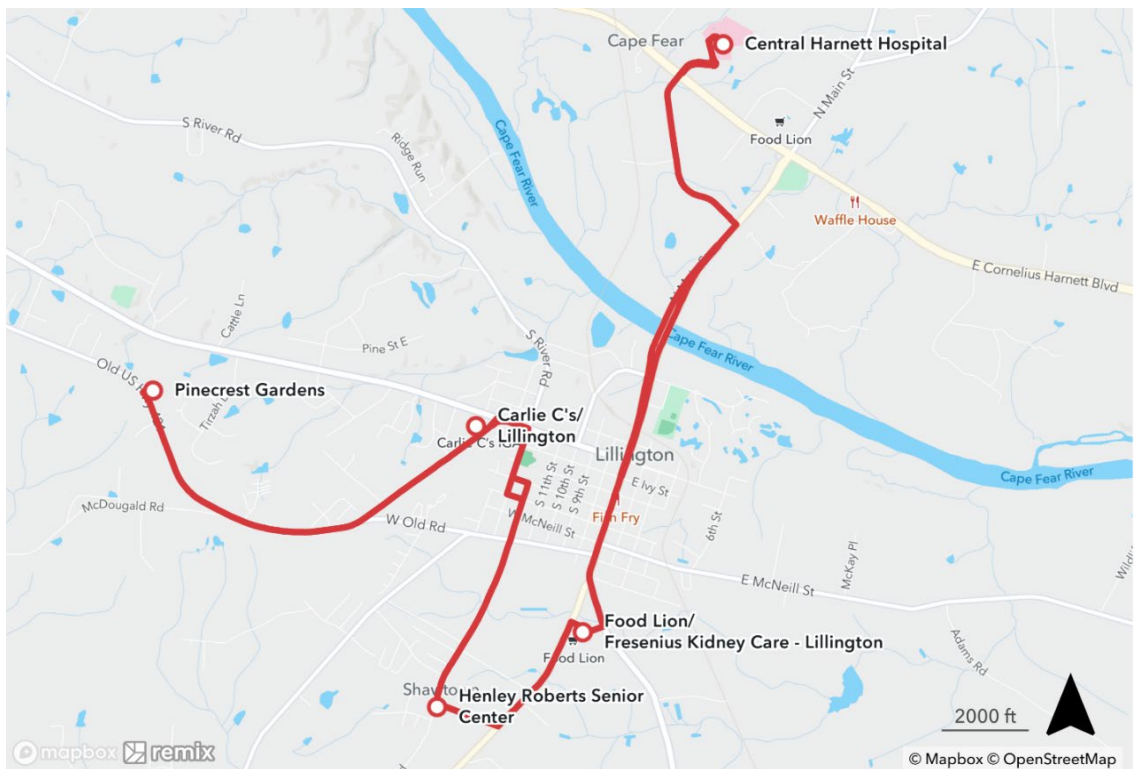 Cape Fear
Central Harnett Hospital
N Main St
S River Rd
Ridge Run
Cape Fear River
Food Lion
Waffle House
E Cornelius Harnett Blvd
Cattle Ln
Pine St E
S River Rd
Cape Fear River
Old US Hwy 421
Pinecrest Gardens
Carlie C's/
Lillington
Carlie C's IGA
Lillington
Cape Fear River
S 11th St
S 10th St
S 9th St
E Ivy St
Fish Fry
6th St
McDougald Rd
W Old Rd
W McNeill St
E McNeill St
McKay Pl
Food Lion/
Fresenius Kidney Care - Lillington
Food Lion
Adams Rd
Henley Roberts Senior
Center
2000 ft
mapbox remix
© Mapbox © OpenStreetMap